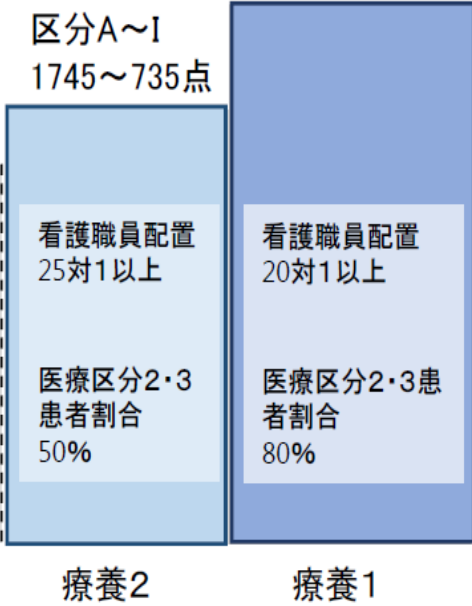 区分A～I
1745～735点
看護職員配置
25対1以上
医療区分2・3
患者割合
50%
看護職員配置
20対1以上
医療区分2・3患
者割合
80%
療養2
療養1